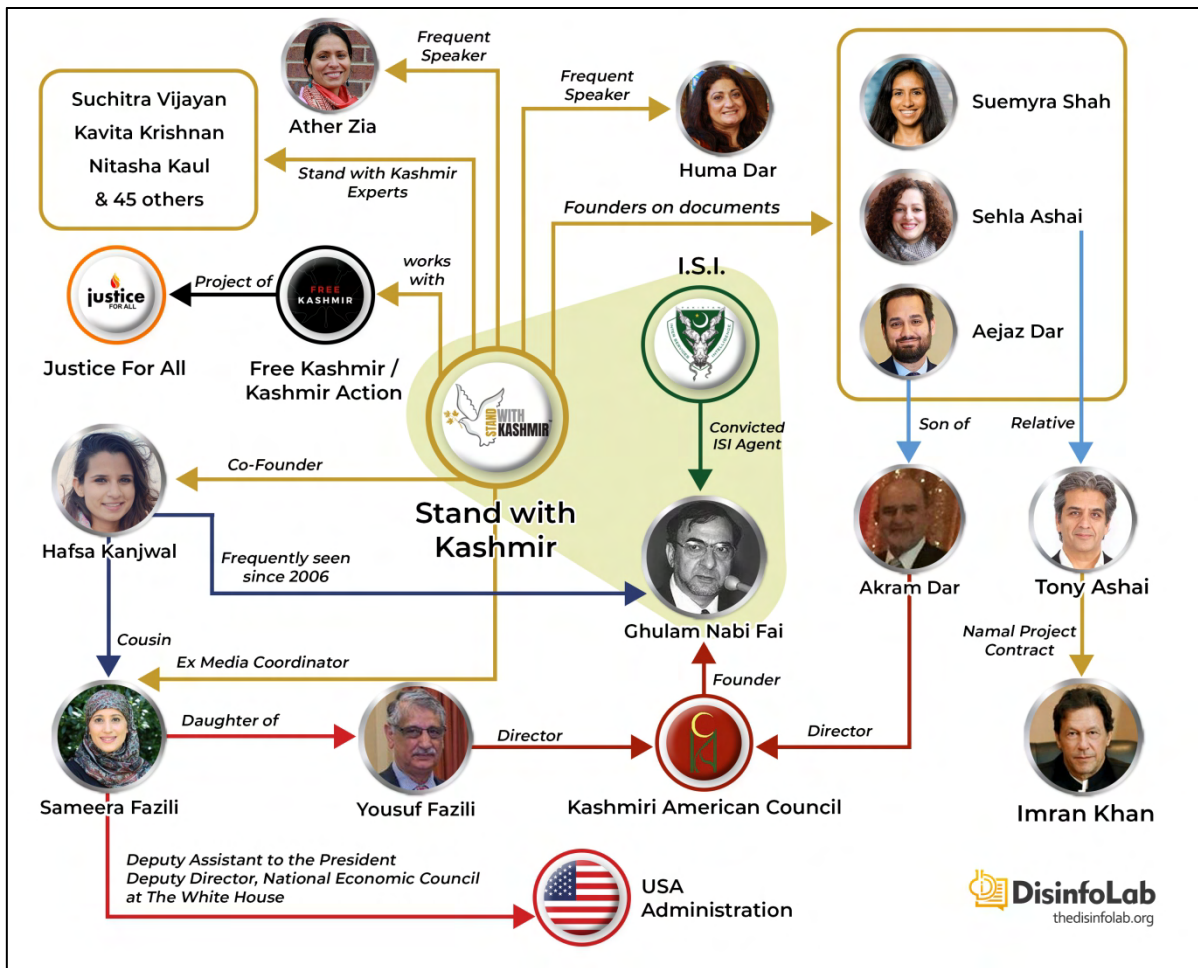 Frequent
Speaker
Ather Zia
Suchitra Vijayan
Kavita Krishnan
Nitasha Kaul
& 45 others
Stand with Kashmir
Experts
Frequent
Speaker
Huma Dar
Founders on documents
Suemyra Shah
Sehla Ashai
Aejaz Dar
justice
FOR ALL
Justice For All
Project of
FREE
KASHMIR
Free Kashmir /
Kashmir Action
works
with
I.S.I.
STAND
WITH
KASHMIR
Stand with
Kashmir
Convicted
ISI Agent
Son of
Relative
Co-Founder
Hafsa Kanjwal
Frequently seen
since 2006
Ghulam Nabi Fai
Akram Dar
Tony Ashai
Cousin
Ex Media Coordinator
Founder
Namal Project
Contract
Daughter of
Director
Director
Sameera Fazili
Yousuf Fazili
Kashmiri American Council
Imran Khan
Deputy Assistant to the President
Deputy Director, National Economic Council
at The White House
USA
Administration
DisinfoLab
thedisinfolab.org